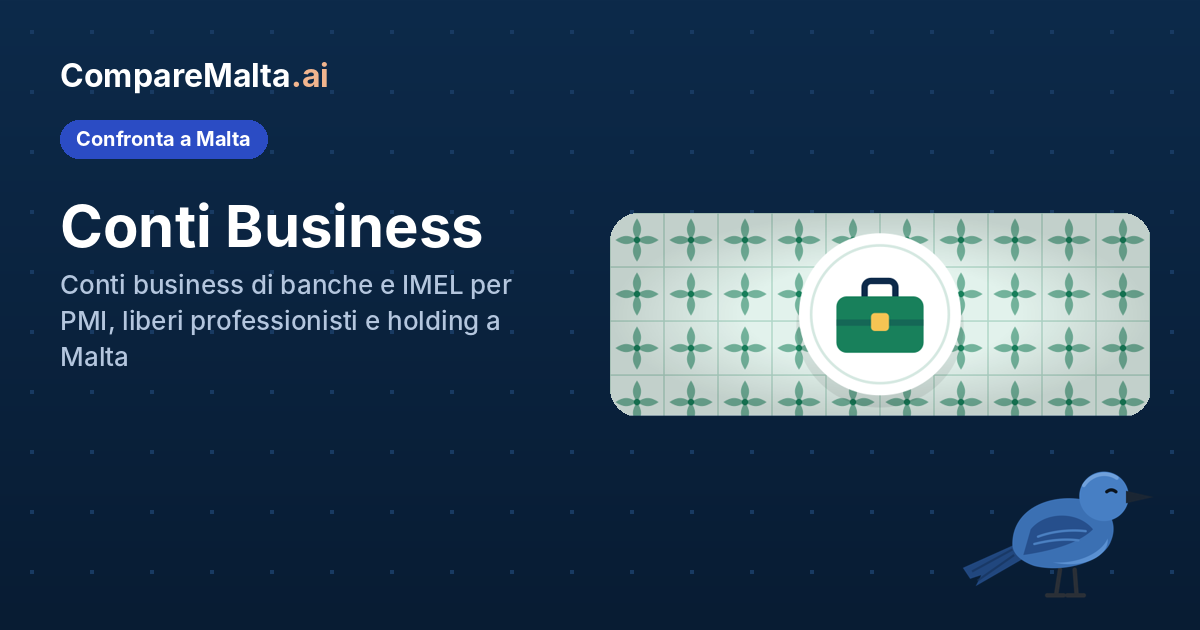 CompareMalta.ai
Confronta a Malta
Conti Business
Conti business di banche e IMEL per
PMI, liberi professionisti e holding a
Malta